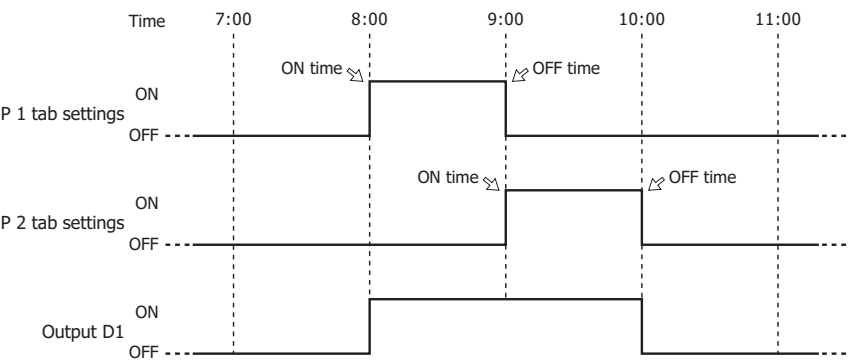 Time 7:00 8:00 9:00 10:00 11:00
ON time OFF time
ON
P 1 tab settings
OFF
ON time OFF time
ON
P 2 tab settings
OFF
ON
Output D1
OFF